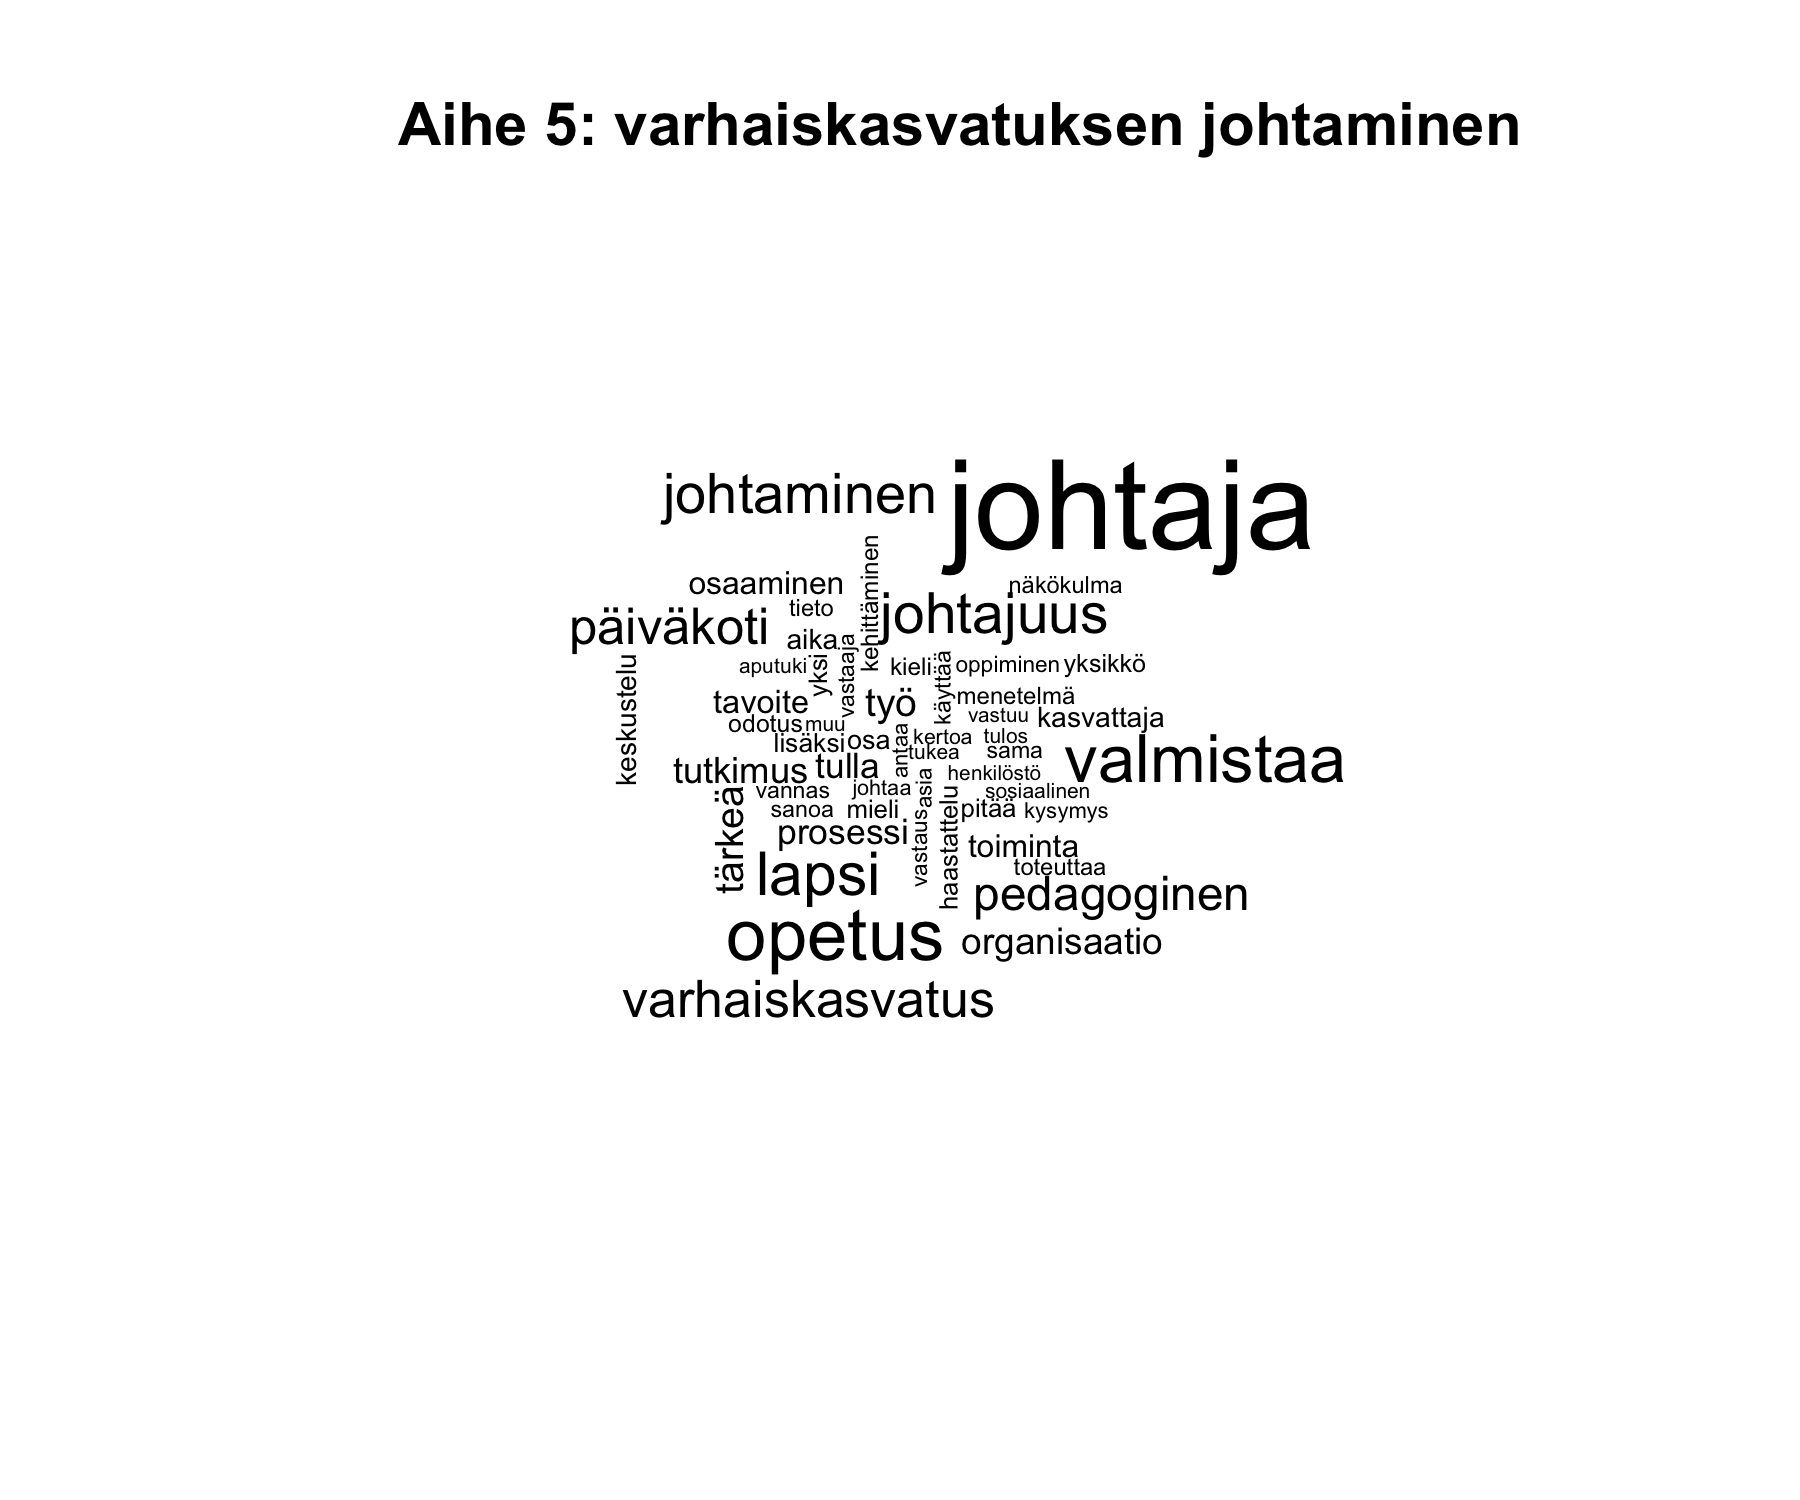 Aihe 5: varhaiskasvatuksen johtaminen
johtaminen
johtaja
osaaminen
kehittäminen
näkökulma
tieto
johtajuus
päiväkoti
aika
aputuki
yksi
vastaaja
kieli
käyttää
oppiminen
yksikkö
keskustelu
tavoite
työ
menetelmä
odotus
muu
vastuu
kasvattaja
lisäksi
osa
antaa
kertoa
tulos
tukea
sama
valmistaa
tutkimus
tulla
asia
henkilöstö
tärkeä
vannas
johtaa
sosiaalinen
sanoa
mieli
pitää
kysymys
prosessi
vastaus
haastattelu
toiminta
lapsi
toteuttaa
pedagoginen
opetus
organisaatio
varhaiskasvatus